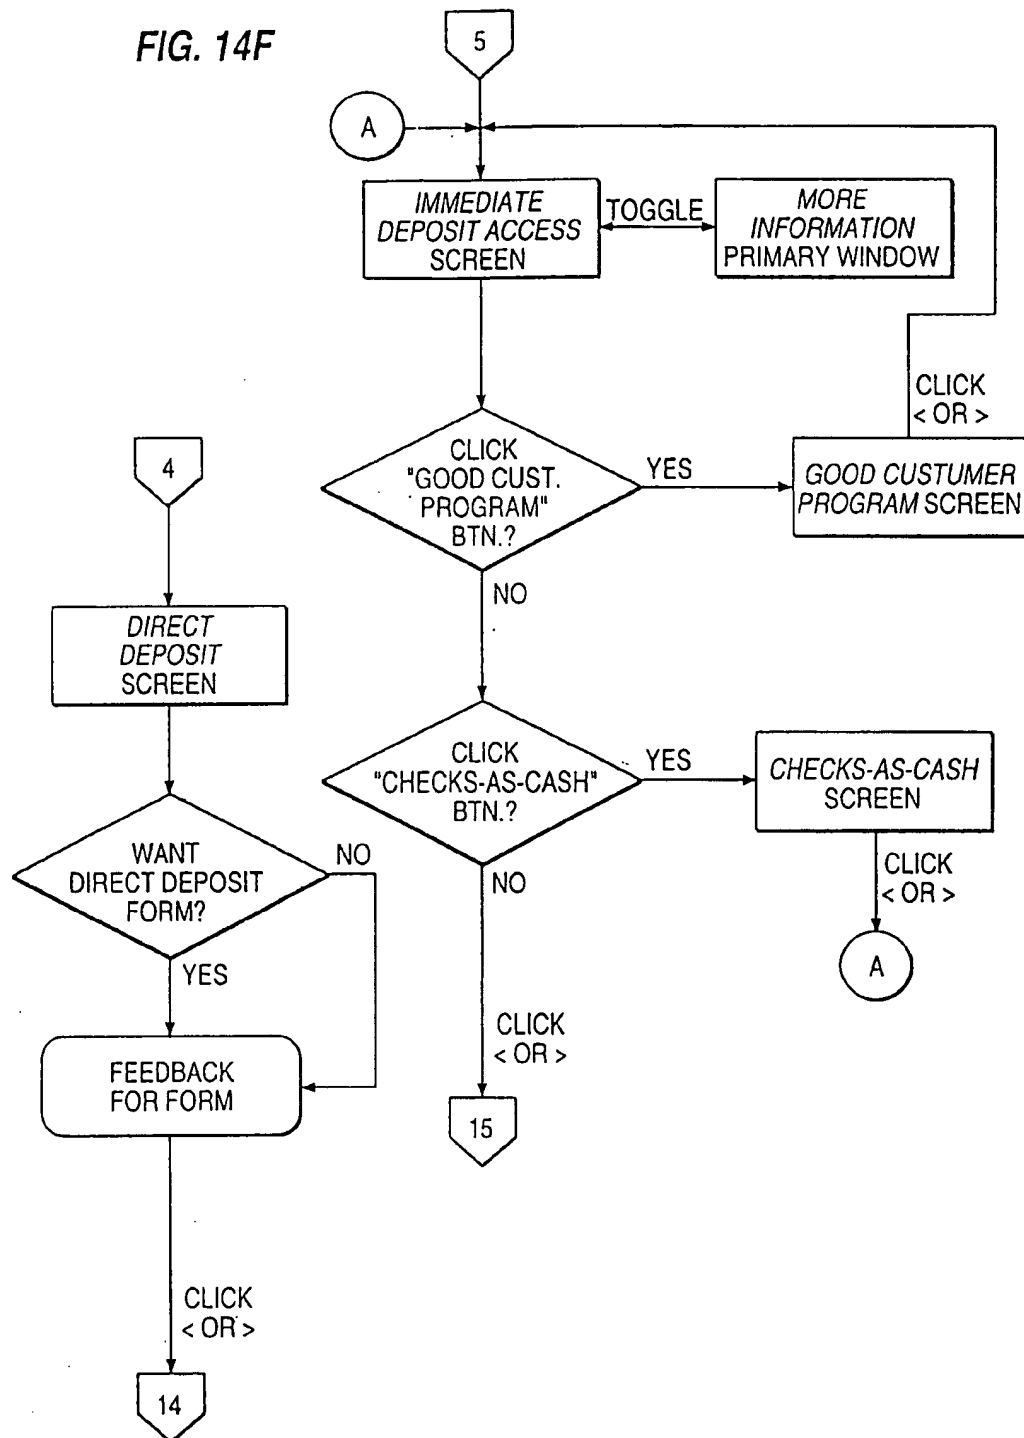 FIG. 14F
5
A
IMMEDIATE
DEPOSIT ACCESS
SCREEN
TOGGLE
MORE
INFORMATION
PRIMARY WINDOW
CLICK
< OR >
CLICK
"GOOD CUST.
PROGRAM"
BTN.?
YES
GOOD CUSTUMER
PROGRAM SCREEN
NO
4
DIRECT
DEPOSIT
SCREEN
CLICK
"CHECKS-AS-CASH"
BTN.?
YES
CHECKS-AS-CASH
SCREEN
NO
CLICK
< OR >
A
WANT
DIRECT DEPOSIT
FORM?
NO
YES
CLICK
< OR >
15
FEEDBACK
FOR FORM
CLICK
< OR >
14